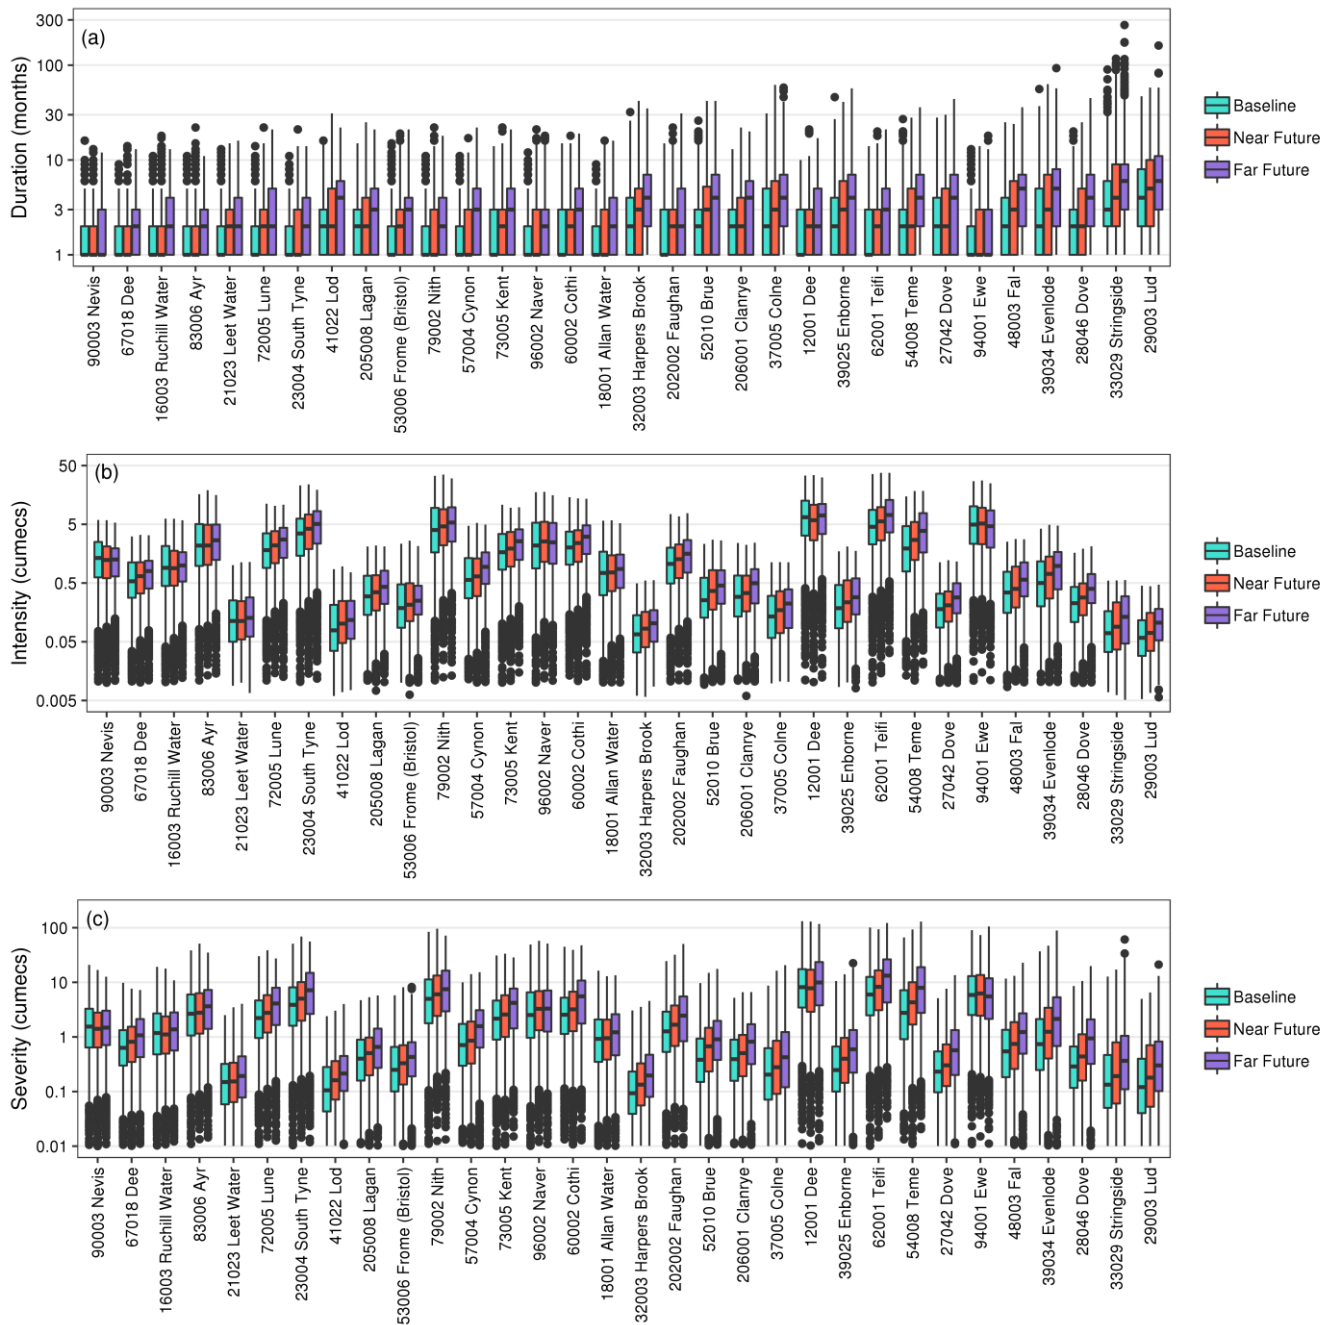 (a)
Duration (months)
300
100
30
10
3
1
90003 Nevis
67018 Dee
16003 Ruchill Water
83006 Ayr
21023 Leet Water
72005 Lune
23004 South Tyne
41022 Lod
205008 Lagan
53006 Frome (Bristol)
79002 Nith
57004 Cynon
73005 Kent
96002 Naver
60002 Cothi
18001 Allan Water
32003 Harpers Brook
202002 Faughan
52010 Brue
206001 Clanrye
37005 Colne
12001 Dee
39025 Enborne
62001 Teifi
54008 Teme
27042 Dove
94001 Ewe
48003 Fal
39034 Evenlode
28046 Dove
33029 Stringside
29003 Lud
Baseline
Near Future
Far Future
(b)
Intensity (cumecs)
50
5
0.5
0.05
0.005
90003 Nevis
67018 Dee
16003 Ruchill Water
83006 Ayr
21023 Leet Water
72005 Lune
23004 South Tyne
41022 Lod
205008 Lagan
53006 Frome (Bristol)
79002 Nith
57004 Cynon
73005 Kent
96002 Naver
60002 Cothi
18001 Allan Water
32003 Harpers Brook
202002 Faughan
52010 Brue
206001 Clanrye
37005 Colne
12001 Dee
39025 Enborne
62001 Teifi
54008 Teme
27042 Dove
94001 Ewe
48003 Fal
39034 Evenlode
28046 Dove
33029 Stringside
29003 Lud
Baseline
Near Future
Far Future
(c)
Severity (cumecs)
100
10
1
0.1
0.01
90003 Nevis
67018 Dee
16003 Ruchill Water
83006 Ayr
21023 Leet Water
72005 Lune
23004 South Tyne
41022 Lod
205008 Lagan
53006 Frome (Bristol)
79002 Nith
57004 Cynon
73005 Kent
96002 Naver
60002 Cothi
18001 Allan Water
32003 Harpers Brook
202002 Faughan
52010 Brue
206001 Clanrye
37005 Colne
12001 Dee
39025 Enborne
62001 Teifi
54008 Teme
27042 Dove
94001 Ewe
48003 Fal
39034 Evenlode
28046 Dove
33029 Stringside
29003 Lud
Baseline
Near Future
Far Future